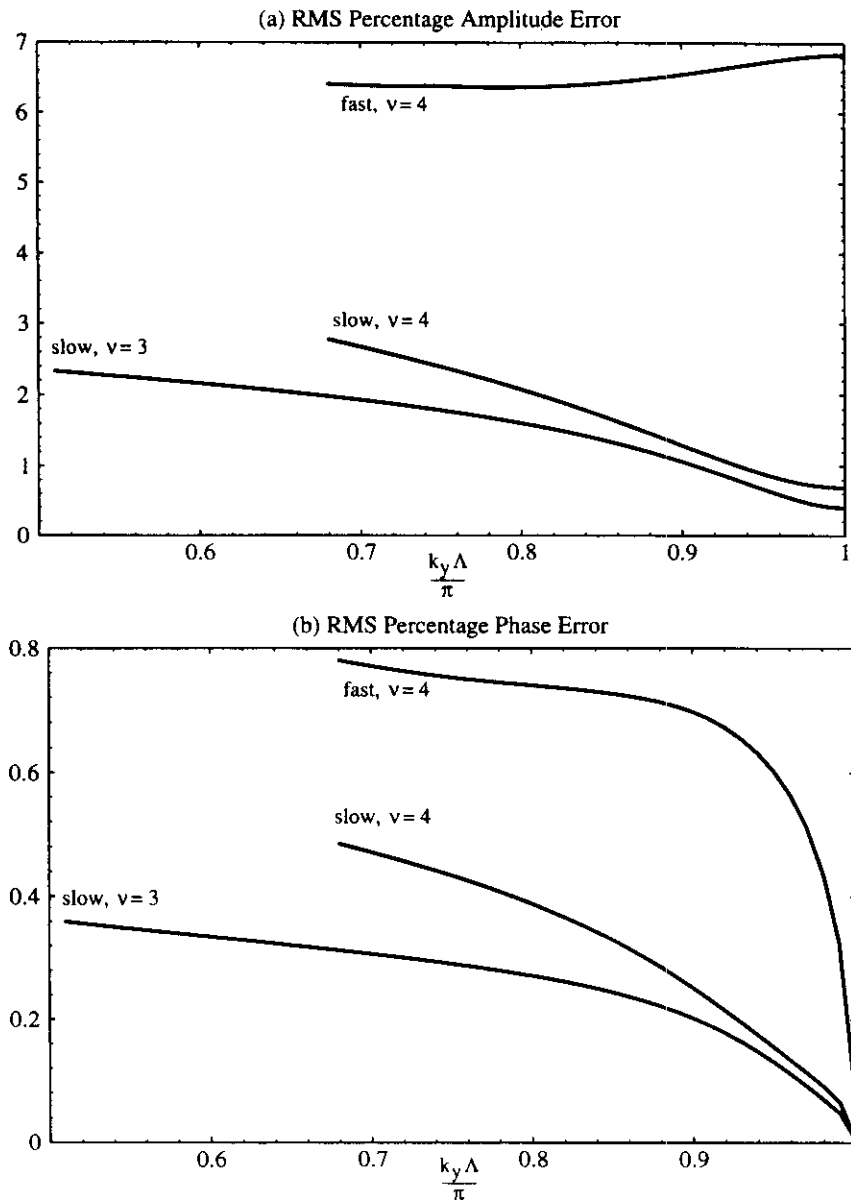 (a) RMS Percentage Amplitude Error
7
6
5
4
3
2
1
0
fast, ν=4
slow, ν=4
slow, ν=3
0.6
0.7
0.8
0.9
1
k_y Λ
π
(b) RMS Percentage Phase Error
0.8
0.6
0.4
0.2
0
fast, ν=4
slow, ν=4
slow, ν=3
0.6
0.7
0.8
0.9
k_y Λ
π